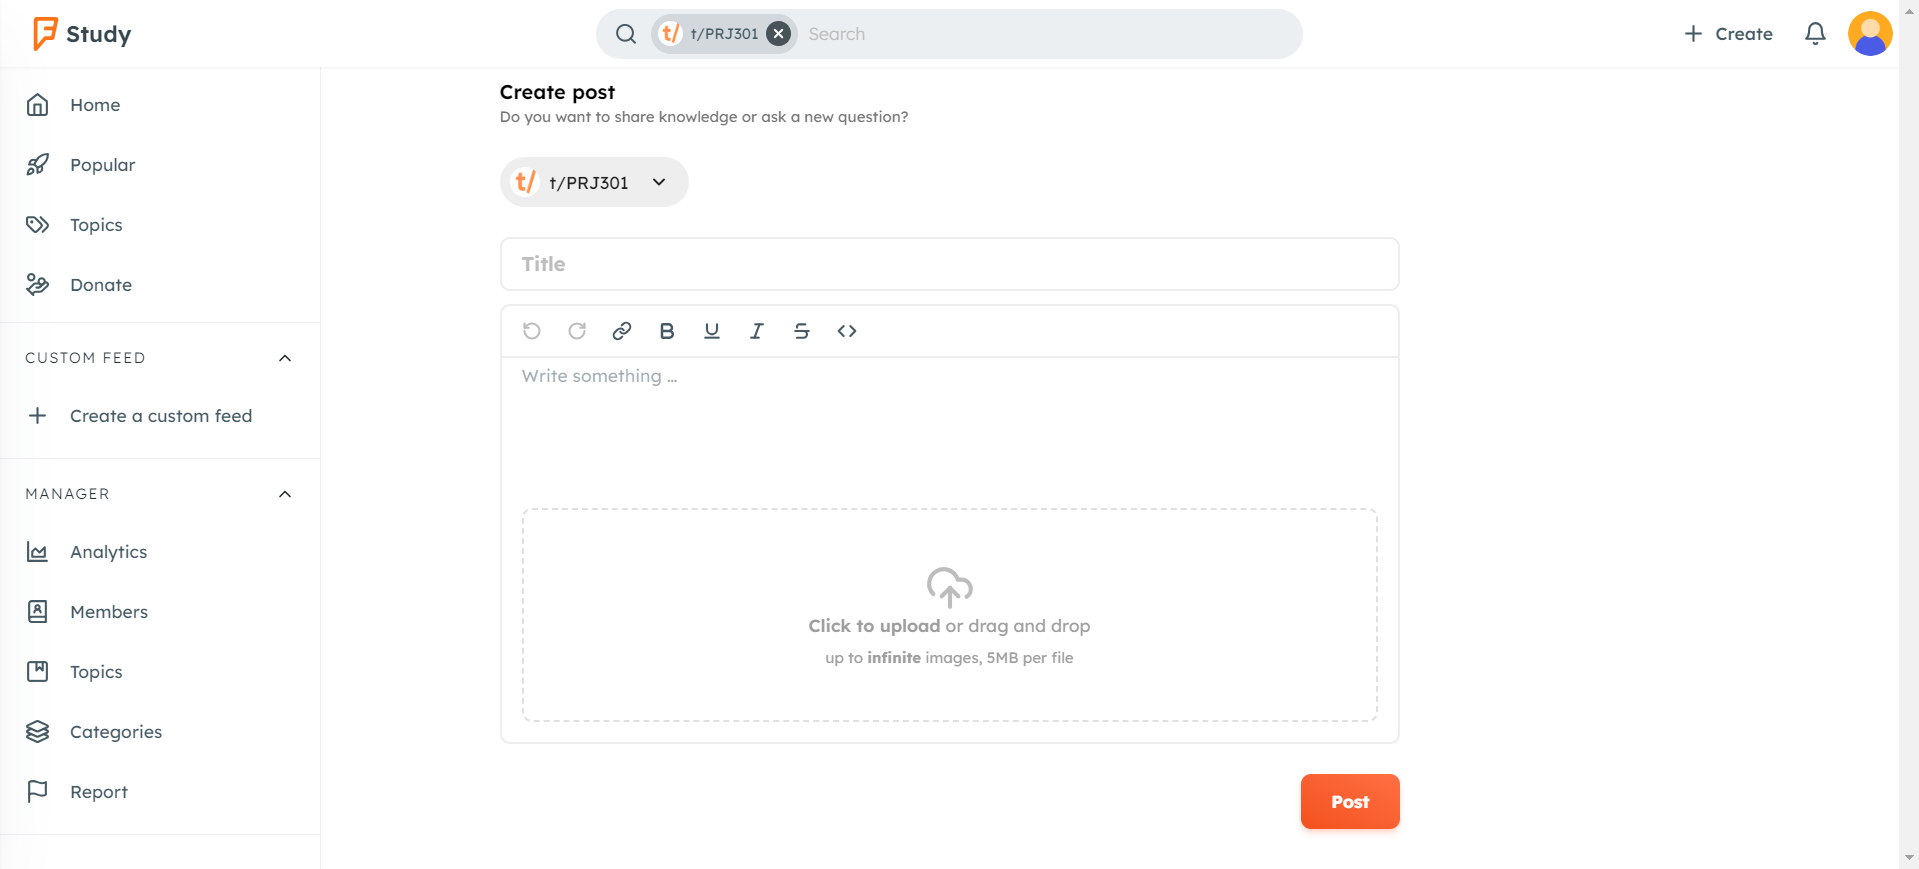 Study
t/PRJ301
Search
Create
Home
Popular
Topics
Donate
CUSTOM FEED
Create a custom feed
MANAGER
Analytics
Members
Topics
Categories
Report
Create post
Do you want to share knowledge or ask a new question?
t/ t/PRJ301
Title
Write something ...
Click to upload or drag and drop
up to infinite images, 5MB per file
Post